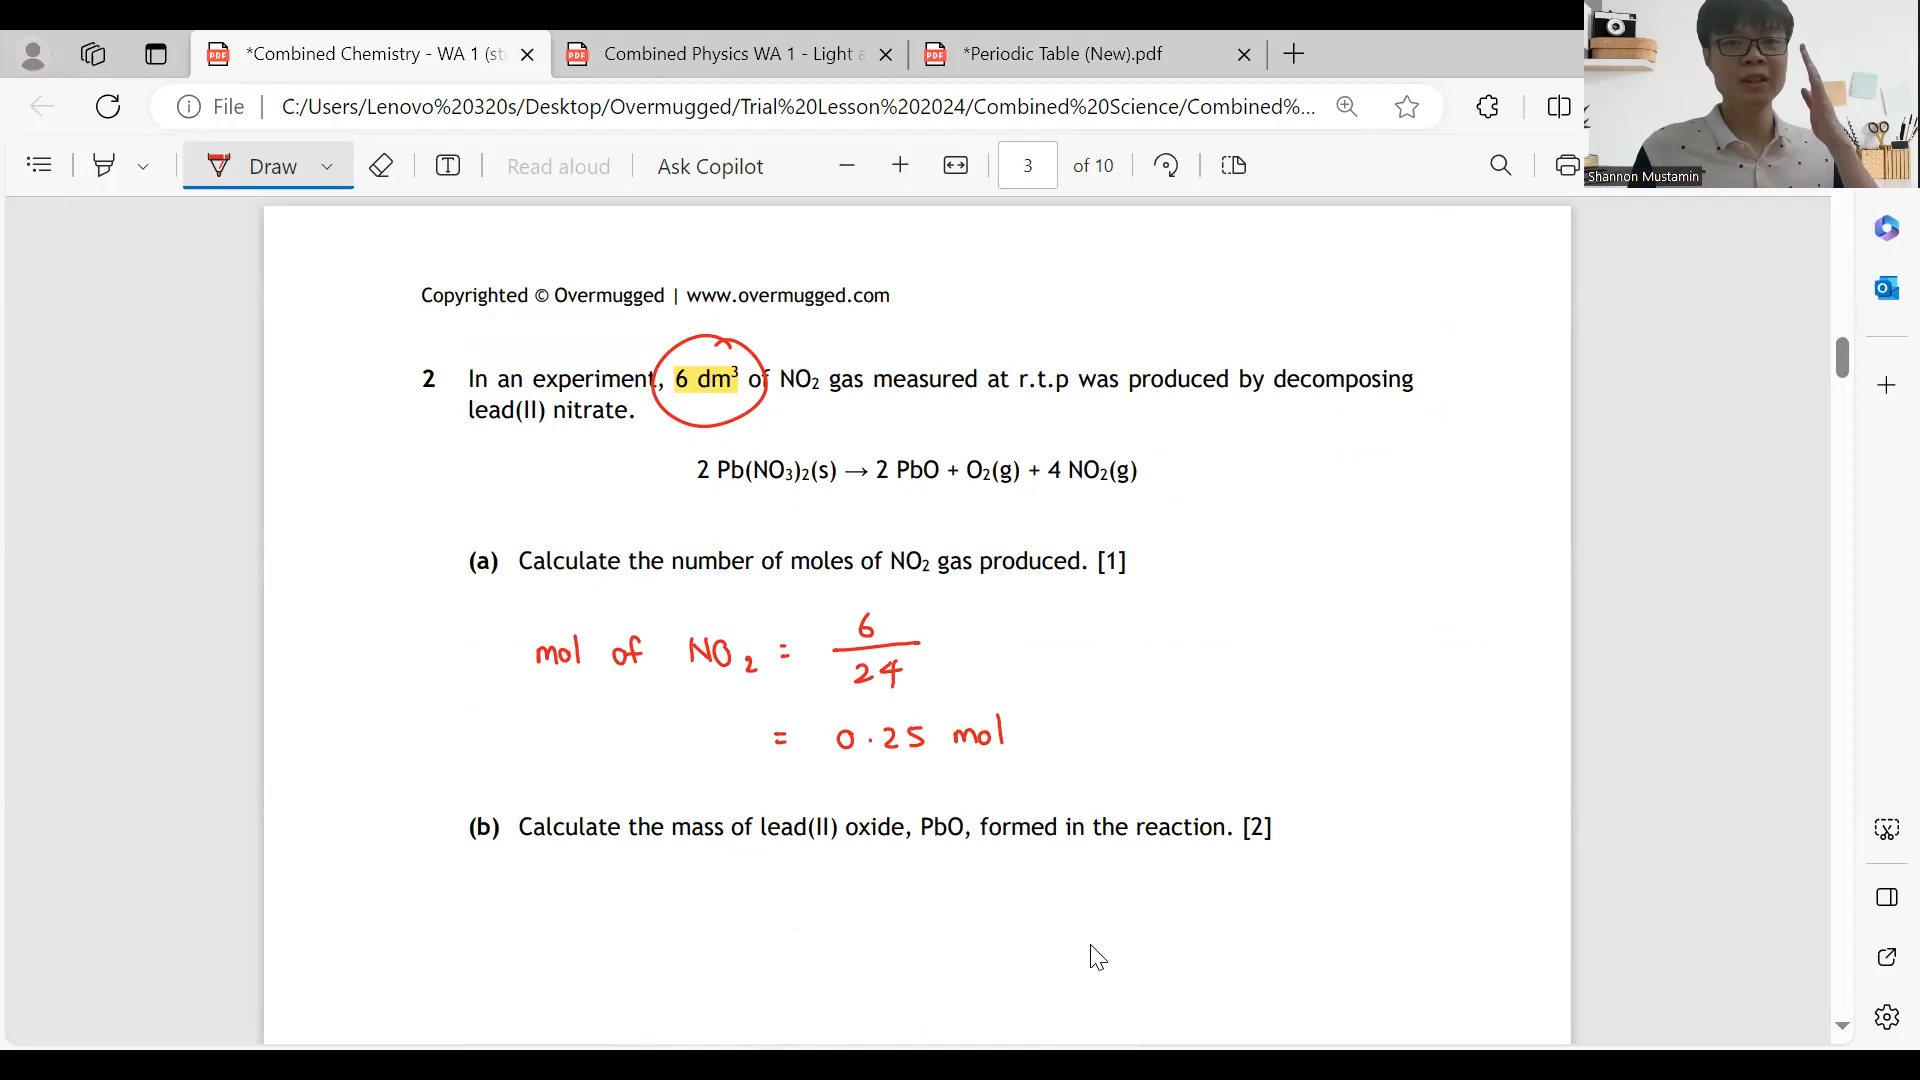 *Combined Chemistry - WA 1 (st
Combined Physics WA 1 - Light a
*Periodic Table (New).pdf
File
C:/Users/Lenovo%20320s/Desktop/Overmugged/Trial%20Lesson%202024/Combined%20Science/Combined%...
Draw
Read aloud
Ask Copilot
3
of 10
Shannon Mustamin
Copyrighted © Overmugged | www.overmugged.com
2 In an experiment, 6 dm³ of NO₂ gas measured at r.t.p was produced by decomposing
lead(II) nitrate.
2 Pb(NO₃)₂(s) → 2 PbO + O₂(g) + 4 NO₂(g)
(a) Calculate the number of moles of NO₂ gas produced. [1]
mol of NO₂ = 6
24
= 0.25 mol
(b) Calculate the mass of lead(II) oxide, PbO, formed in the reaction. [2]